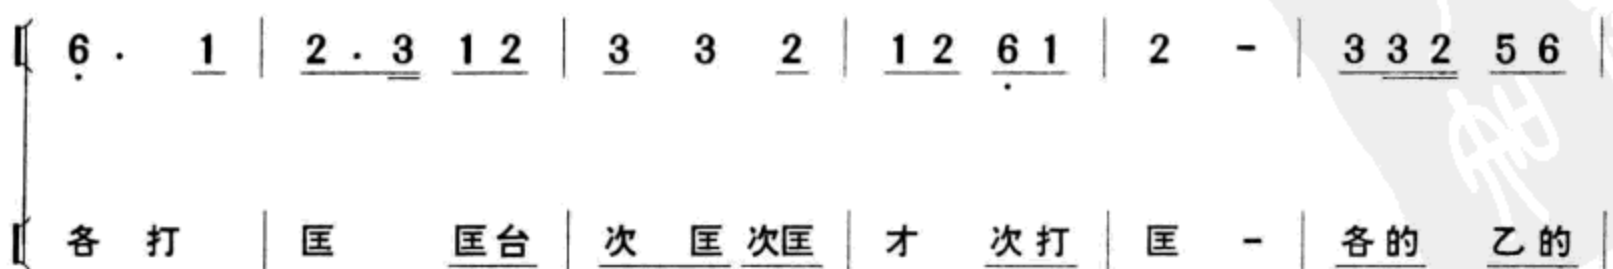 6 · 1 | 2 · 3 1 2 | 3 3 2 | 1 2 6 1 | 2 - | 3 3 2 5 6 |
各 打 | 匡 匡台 | 次 匡 次匡 | 才 次打 | 匡 - | 各的 乙的 |